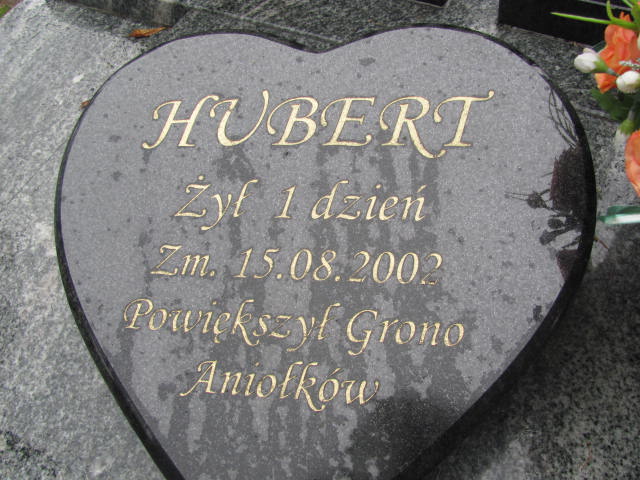 HUBERT
Żył 1 dzień
Zm. 15.08.2002
Powiększył Grono
Aniołków